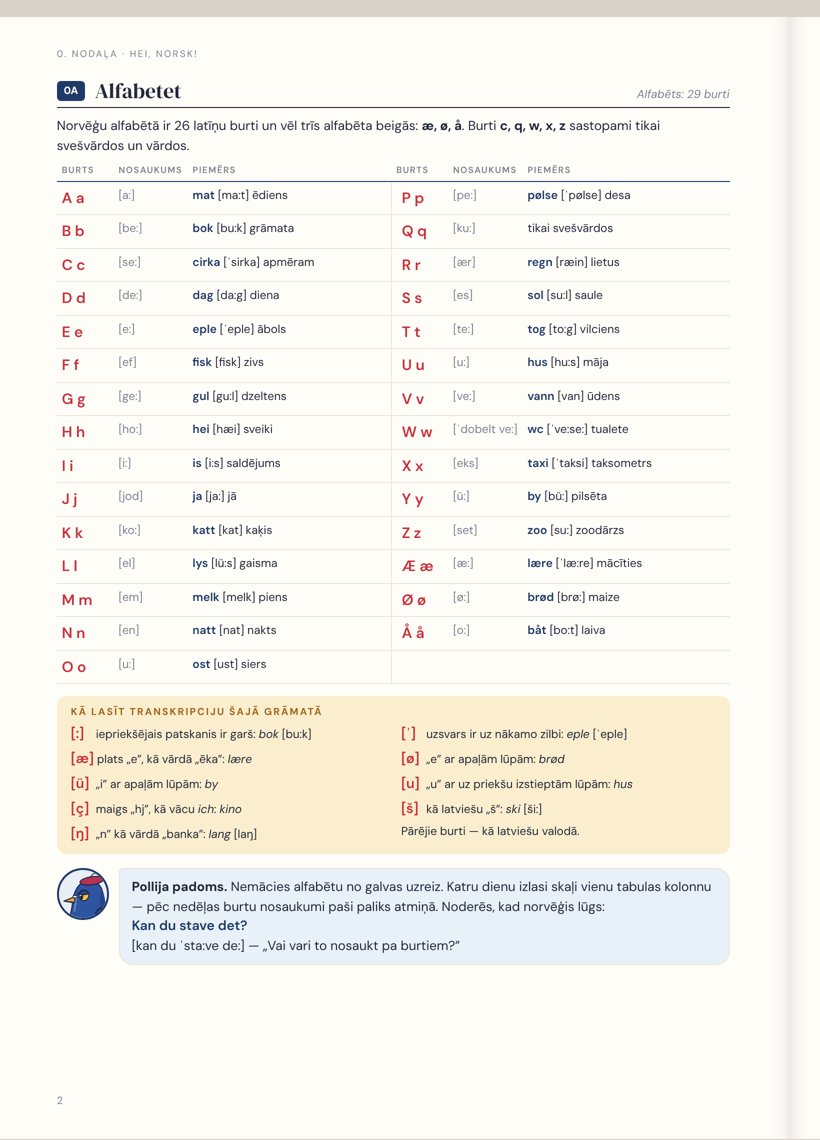 0. NODAĻA · HEI, NORSK!
0A Alfabetet Alfabēts: 29 burti
Norvēģu alfabētā ir 26 latīņu burti un vēl trīs alfabēta beigās: æ, ø, å. Burti c, q, w, x, z sastopami tikai
svešvārdos un vārdos.
BURTS NOSAUKUMS PIEMĒRS BURTS NOSAUKUMS PIEMĒRS
A a [a:] mat [ma:t] ēdiens P p [pe:] pølse [ˈpølse] desa
B b [be:] bok [bu:k] grāmata Q q [ku:] tikai svešvārdos
C c [se:] cirka [ˈsirka] apmēram R r [ær] regn [ræin] lietus
D d [de:] dag [da:g] diena S s [es] sol [su:l] saule
E e [e:] eple [ˈeple] ābols T t [te:] tog [to:g] vilciens
F f [ef] fisk [fisk] zivs U u [u:] hus [hu:s] māja
G g [ge:] gul [gu:l] dzeltens V v [ve:] vann [van] ūdens
H h [ho:] hei [hæi] sveiki W w [ˈdobelt ve:] wc [ˈve:se:] tualete
I i [i:] is [i:s] saldējums X x [eks] taxi [ˈtaksi] taksometrs
J j [jod] ja [ja:] jā Y y [ü:] by [bü:] pilsēta
K k [ko:] katt [kat] kaķis Z z [set] zoo [su:] zoodārzs
L l [el] lys [lü:s] gaisma Æ æ [æ:] lære [ˈlæ:re] mācīties
M m [em] melk [melk] piens Ø ø [ø:] brød [brø:] maize
N n [en] natt [nat] nakts Å å [o:] båt [bo:t] laiva
O o [u:] ost [ust] siers
KĀ LASĪT TRANSKRIPCIJU ŠAJĀ GRĀMATĀ
[:] iepriekšējais patskanis ir garš: bok [bu:k] [ˈ] uzsvars ir uz nākamo zilbi: eple [ˈeple]
[æ] plats „e”, kā vārdā „ēka”: lære [ø] „e” ar apaļām lūpām: brød
[ü] „i” ar apaļām lūpām: by [u] „u” ar uz priekšu izstieptām lūpām: hus
[ç] maigs „hj”, kā vācu ich: kino [š] kā latviešu „š”: ski [ši:]
[ŋ] „n” kā vārdā „banka”: lang [laŋ] Pārējie burti — kā latviešu valodā.
Pollija padoms. Nemācies alfabētu no galvas uzreiz. Katru dienu izlasi skaļi vienu tabulas kolonnu
— pēc nedēļas burtu nosaukumi paši paliks atmiņā. Noderēs, kad norvēģis lūgs:
Kan du stave det?
[kan du ˈsta:ve de:] — „Vai vari to nosaukt pa burtiem?”
2